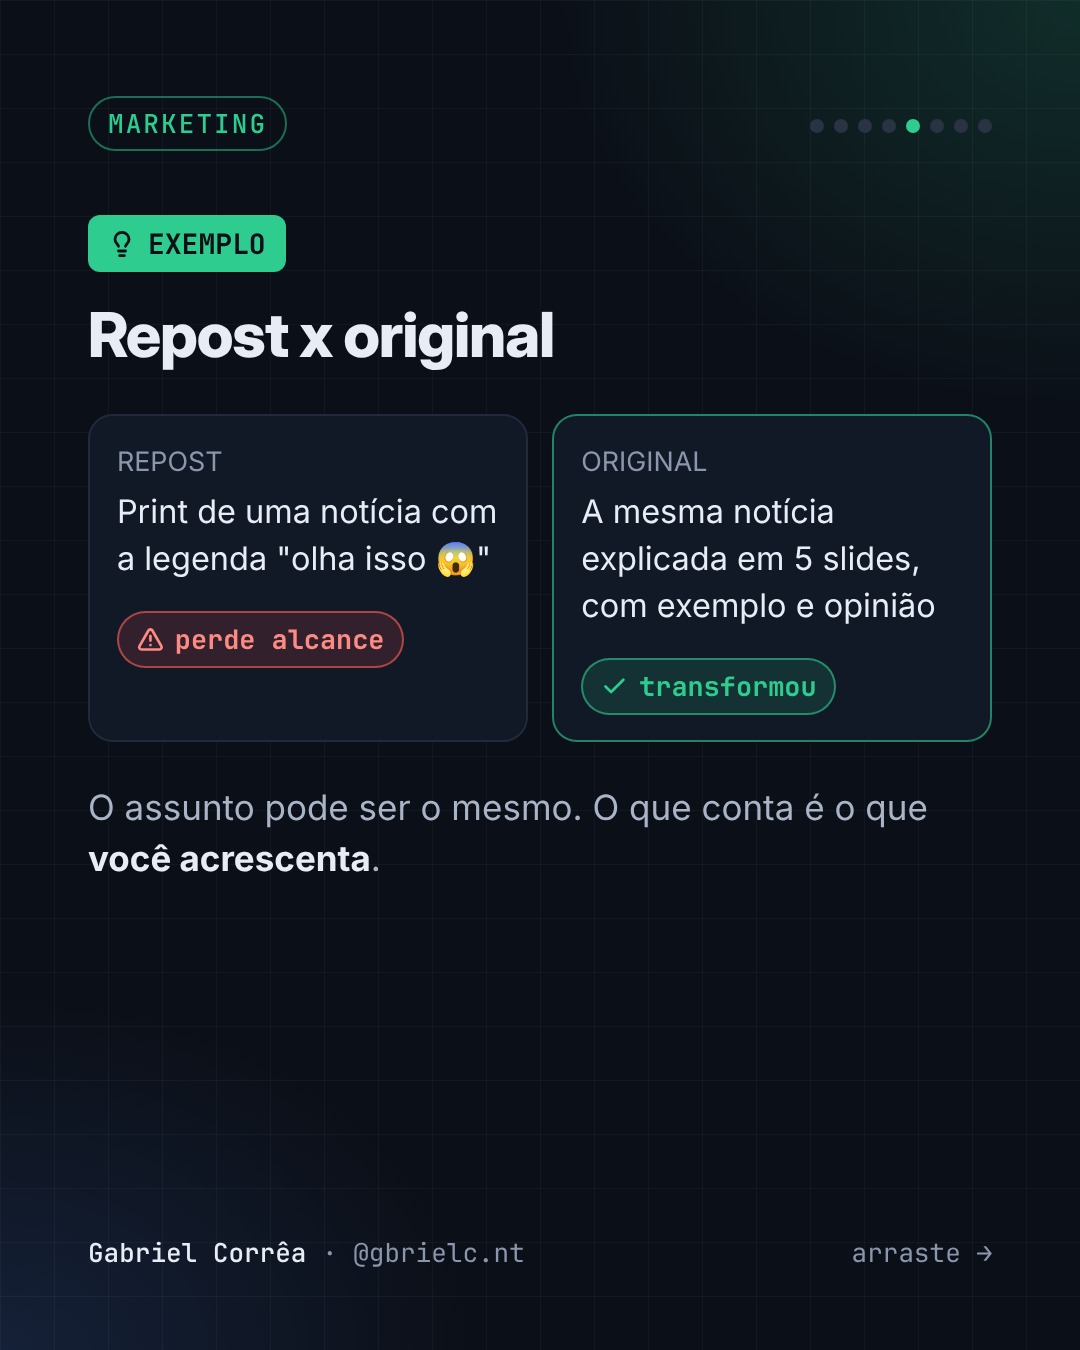 MARKETING
EXEMPLO
Repost x original
REPOST
Print de uma notícia com
a legenda "olha isso 😱"
perde alcance
ORIGINAL
A mesma notícia
explicada em 5 slides,
com exemplo e opinião
transformou
O assunto pode ser o mesmo. O que conta é o que
você acrescenta.
Gabriel Corrêa · @gbrielc.nt
arraste →